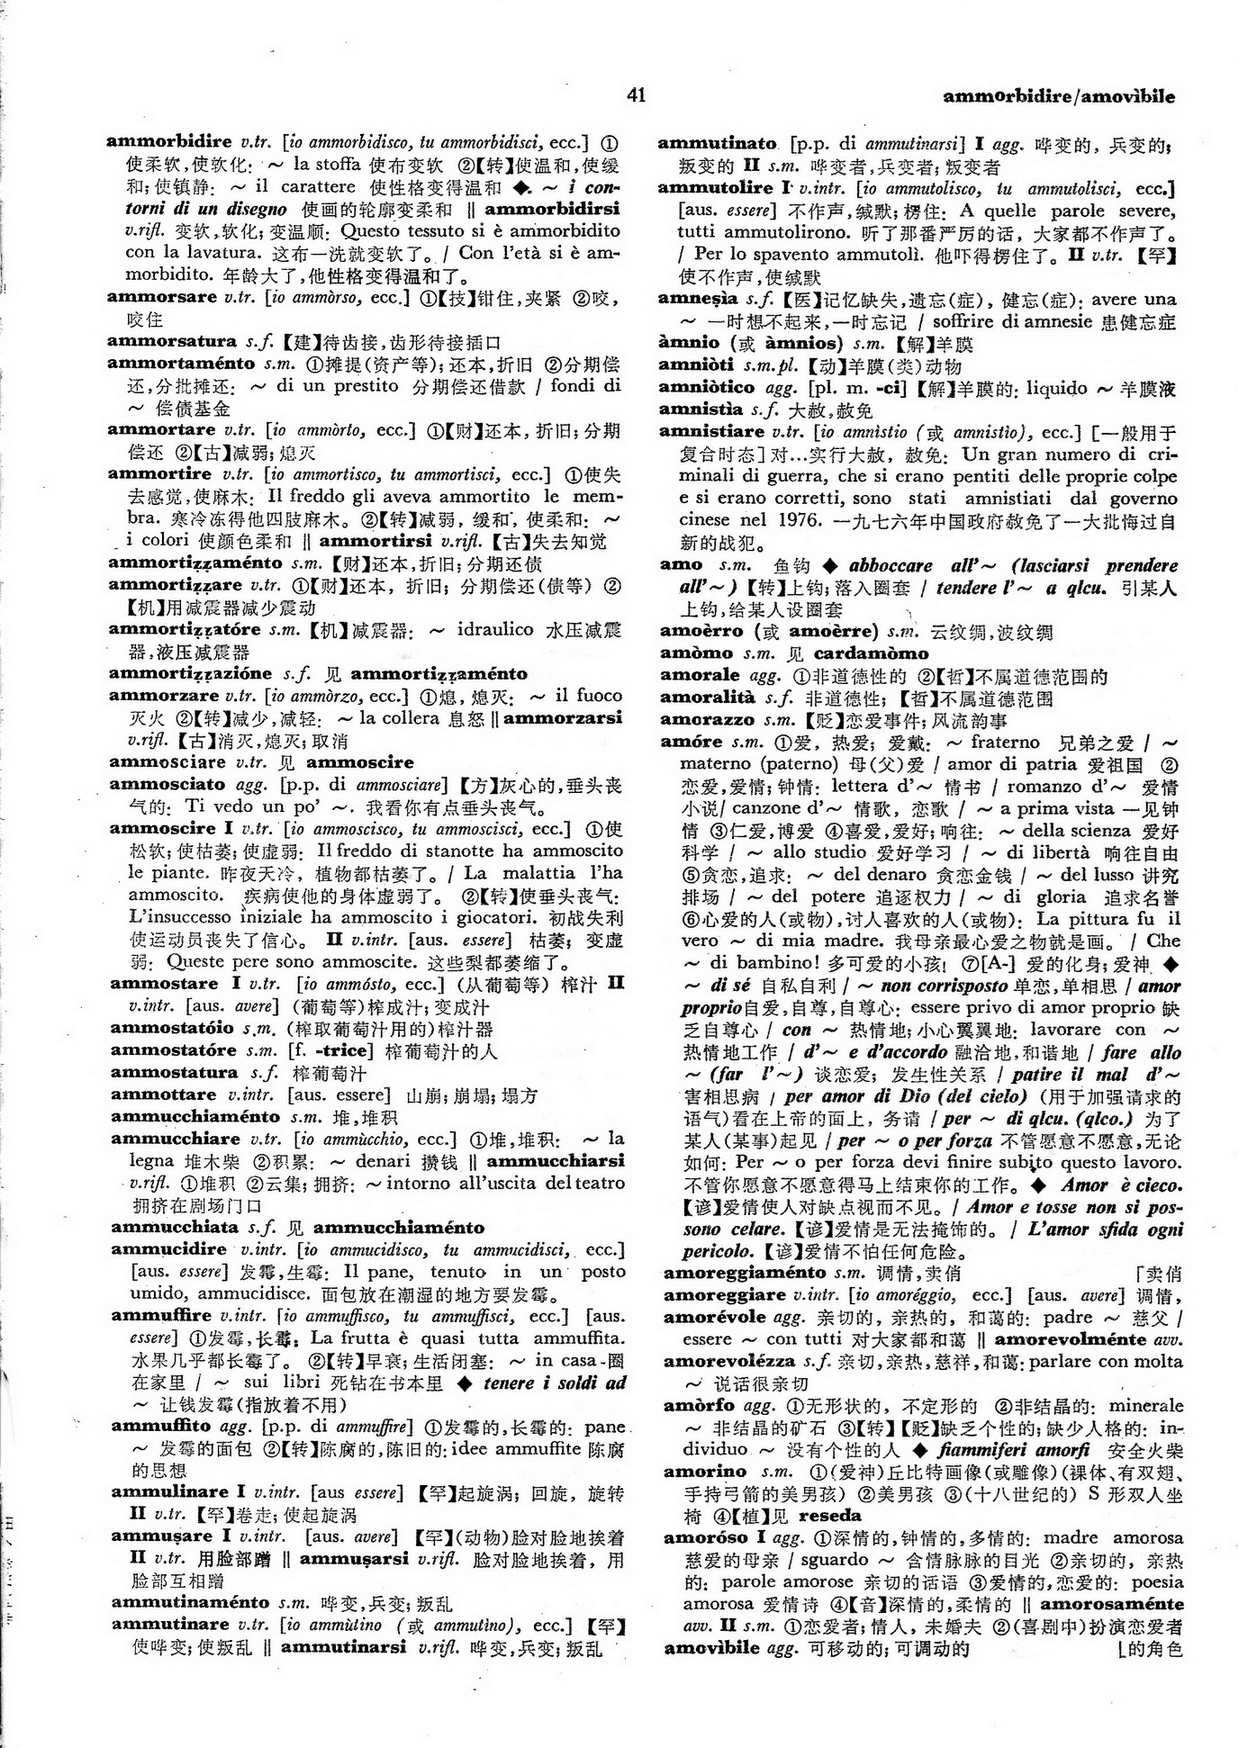 41
ammorbidire/amovìbile
ammorbidire v.tr. [io ammorbidisco, tu ammorbidisci, ecc.] ①
使柔软,使软化: ~ la stoffa 使布变软 ②【转】使温和,使缓
和;使镇静: ~ il carattere 使性格变得温和 ◆. ~ i con-
torni di un disegno 使画的轮廓变柔和 ‖ ammorbidirsi
v.rifl. 变软,软化;变温顺: Questo tessuto si è ammorbidito
con la lavatura. 这布一洗就变软了。/ Con l'età si è am-
morbidito. 年龄大了,他性格变得温和了。
ammorsare v.tr. [io ammòrso, ecc.] ①【技】钳住,夹紧 ②咬,
咬住
ammorsatura s.f. 【建】待齿接,齿形待接插口
ammortaménto s.m. ①摊提(资产等);还本,折旧 ②分期偿
还,分批摊还: ~ di un prestito 分期偿还借款 / fondi di
~ 偿债基金
ammortare v.tr. [io ammòrto, ecc.] ①【财】还本,折旧;分期
偿还 ②【古】减弱;熄灭
ammortire v.tr. [io ammortisco, tu ammortisci, ecc.] ①使失
去感觉,使麻木: Il freddo gli aveva ammortito le mem-
bra. 寒冷冻得他四肢麻木。②【转】减弱,缓和,使柔和: ~
i colori 使颜色柔和 ‖ ammortirsi v.rifl. 【古】失去知觉
ammortiẓẓaménto s.m. 【财】还本,折旧;分期还债
ammortiẓẓare v.tr. ①【财】还本,折旧;分期偿还(债等) ②
【机】用减震器减少震动
ammortiẓẓatóre s.m. 【机】减震器: ~ idraulico 水压减震
器,液压减震器
ammortiẓẓazióne s.f. 见 ammortiẓẓaménto
ammorzare v.tr. [io ammòrzo, ecc.] ①熄,熄灭: ~ il fuoco
灭火 ②【转】减少,减轻: ~ la collera 息怒 ‖ ammorzarsi
v.rifl. 【古】消灭,熄灭;取消
ammosciare v.tr. 见 ammoscire
ammosciato agg. [p.p. di ammosciare] 【方】灰心的,垂头丧
气的: Ti vedo un po' ~. 我看你有点垂头丧气。
ammoscire I v.tr. [io ammoscisco, tu ammoscisci, ecc.] ①使
松软;使枯萎;使虚弱: Il freddo di stanotte ha ammoscito
le piante. 昨夜天冷,植物都枯萎了。/ La malattia l'ha
ammoscito. 疾病使他的身体虚弱了。 ②【转】使垂头丧气:
L'insuccesso iniziale ha ammoscito i giocatori. 初战失利
使运动员丧失了信心。 II v.intr. [aus. essere] 枯萎;变虚
弱: Queste pere sono ammoscite. 这些梨都萎缩了。
ammostare I v.tr. [io ammósto, ecc.] (从葡萄等) 榨汁 II
v.intr. [aus. avere] (葡萄等)榨成汁;变成汁
ammostatóio s.m. (榨取葡萄汁用的)榨汁器
ammostatóre s.m. [f. -trice] 榨葡萄汁的人
ammostatura s.f. 榨葡萄汁
ammottare v.intr. [aus. essere] 山崩;崩塌;塌方
ammucchiaménto s.m. 堆,堆积
ammucchiare v.tr. [io ammùcchio, ecc.] ①堆,堆积: ~ la
legna 堆木柴 ②积累: ~ denari 攒钱 ‖ ammucchiarsi
v.rifl. ①堆积 ②云集;拥挤: ~ intorno all'uscita del teatro
拥挤在剧场门口
ammucchiata s.f. 见 ammucchiaménto
ammucidire v.intr. [io ammucidisco, tu ammucidisci, ecc.]
[aus. essere] 发霉,生霉: Il pane, tenuto in un posto
umido, ammucidisce. 面包放在潮湿的地方要发霉。
ammuffire v.intr. [io ammuffisco, tu ammuffisci, ecc.] [aus.
essere] ①发霉,长霉: La frutta è quasi tutta ammuffita.
水果几乎都长霉了。 ②【转】早衰;生活闭塞: ~ in casa 圈
在家里 / ~ sui libri 死钻在书本里 ◆ tenere i soldi ad
~ 让钱发霉(指放着不用)
ammuffito agg. [p.p. di ammuffire] ①发霉的,长霉的: pane
~ 发霉的面包 ②【转】陈腐的,陈旧的: idee ammuffite 陈腐
的思想
ammulinare I v.intr. [aus essere] 【罕】起旋涡;回旋,旋转
II v.tr. 【罕】卷走;使起旋涡
ammuṣare I v.intr. [aus. avere] 【罕】(动物)脸对脸地挨着
II v.tr. 用脸部蹭 ‖ ammuṣarsi v.rifl. 脸对脸地挨着,用
脸部互相蹭
ammutinaménto s.m. 哗变,兵变;叛乱
ammutinare v.tr. [io ammùtino (或 ammutino), ecc.] 【罕】
使哗变;使叛乱 ‖ ammutinarsi v.rifl. 哗变,兵变;叛乱
ammutinato [p.p. di ammutinarsi] I agg. 哗变的,兵变的;
叛变的 II s.m. 哗变者,兵变者;叛变者
ammutolire I v.intr. [io ammutolisco, tu ammutolisci, ecc.]
[aus. essere] 不作声,缄默;楞住: A quelle parole severe,
tutti ammutolirono. 听了那番严厉的话,大家都不作声了。
/ Per lo spavento ammutolì. 他吓得楞住了。II v.tr. 【罕】
使不作声,使缄默
amneṣìa s.f. 【医】记忆缺失,遗忘(症),健忘(症): avere una
~ 一时想不起来,一时忘记 / soffrire di amnesie 患健忘症
àmnio (或 àmnios) s.m. 【解】羊膜
amniòti s.m.pl. 【动】羊膜(类)动物
amniòtico agg. [pl. m. -ci] 【解】羊膜的: liquido ~ 羊膜液
amnistìa s.f. 大赦,赦免
amnistiare v.tr. [io amnìstio (或 amnistìo), ecc.] [一般用于
复合时态] 对…实行大赦,赦免: Un gran numero di cri-
minali di guerra, che si erano pentiti delle proprie colpe
e si erano corretti, sono stati amnistiati dal governo
cinese nel 1976. 一九七六年中国政府赦免了一大批悔过自
新的战犯。
amo s.m. 鱼钩 ◆ abboccare all'~ (lasciarsi prendere
all'~) 【转】上钩;落入圈套 / tendere l'~ a qlcu. 引某人
上钩,给某人设圈套
amoèrro (或 amoèrre) s.m. 云纹绸,波纹绸
amòmo s.m. 见 cardamòmo
amorale agg. ①非道德性的 ②【哲】不属道德范围的
amoralità s.f. 非道德性;【哲】不属道德范围
amorazzo s.m. 【贬】恋爱事件;风流韵事
amóre s.m. ①爱,热爱;爱戴: ~ fraterno 兄弟之爱 / ~
materno (paterno) 母(父)爱 / amor di patria 爱祖国 ②
恋爱,爱情;钟情: lettera d'~ 情书 / romanzo d'~ 爱情
小说/ canzone d'~ 情歌,恋歌 / ~ a prima vista 一见钟
情 ③仁爱,博爱 ④喜爱,爱好;响往: ~ della scienza 爱好
科学 / ~ allo studio 爱好学习 / ~ di libertà 响往自由
⑤贪恋,追求: ~ del denaro 贪恋金钱 / ~ del lusso 讲究
排场 / ~ del potere 追逐权力 / ~ di gloria 追求名誉
⑥心爱的人(或物),讨人喜欢的人(或物): La pittura fu il
vero ~ di mia madre. 我母亲最心爱之物就是画。/ Che
~ di bambino! 多可爱的小孩! ⑦[A-] 爱的化身;爱神 ◆
~ di sé 自私自利 / ~ non corrisposto 单恋,单相思 / amor
proprio自爱,自尊,自尊心: essere privo di amor proprio 缺
乏自尊心 / con ~ 热情地;小心翼翼地: lavorare con ~
热情地工作 / d'~ e d'accordo 融洽地,和谐地 / fare allo
~ (far l'~) 谈恋爱;发生性关系 / patire il mal d'~
害相思病 / per amor di Dio (del cielo) (用于加强请求的
语气)看在上帝的面上,务请 / per ~ di qlcu. (qlco.) 为了
某人(某事)起见 / per ~ o per forza 不管愿意不愿意,无论
如何: Per ~ o per forza devi finire subito questo lavoro.
不管你愿意不愿意得马上结束你的工作。◆ Amor è cieco.
【谚】爱情使人对缺点视而不见。/ Amor e tosse non si pos-
sono celare. 【谚】爱情是无法掩饰的。/ L'amor sfida ogni
pericolo. 【谚】爱情不怕任何危险。
amoreggiaménto s.m. 调情,卖俏 「卖俏
amoreggiare v.intr. [io amoréggio, ecc.] [aus. avere] 调情,
amorévole agg. 亲切的,亲热的,和蔼的: padre ~ 慈父 /
essere ~ con tutti 对大家都和蔼 ‖ amorevolménte avv.
amorevolézza s.f. 亲切,亲热,慈祥,和蔼: parlare con molta
~ 说话很亲切
amòrfo agg. ①无形状的,不定形的 ②非结晶的: minerale
~ 非结晶的矿石 ③【转】【贬】缺乏个性的;缺少人格的: in-
dividuo ~ 没有个性的人 ◆ fiammiferi amorfi 安全火柴
amorino s.m. ①(爱神)丘比特画像(或雕像)(裸体、有双翅、
手持弓箭的美男孩) ②美男孩 ③(十八世纪的) S 形双人坐
椅 ④【植】见 reseda
amoróso I agg. ①深情的,钟情的,多情的: madre amorosa
慈爱的母亲 / sguardo ~ 含情脉脉的目光 ②亲切的,亲热
的: parole amorose 亲切的话语 ③爱情的,恋爱的: poesia
amorosa 爱情诗 ④【音】深情的,柔情的 ‖ amorosaménte
avv. II s.m. ①恋爱者;情人,未婚夫 ②(喜剧中)扮演恋爱者
amovìbile agg. 可移动的;可调动的 ⌊的角色